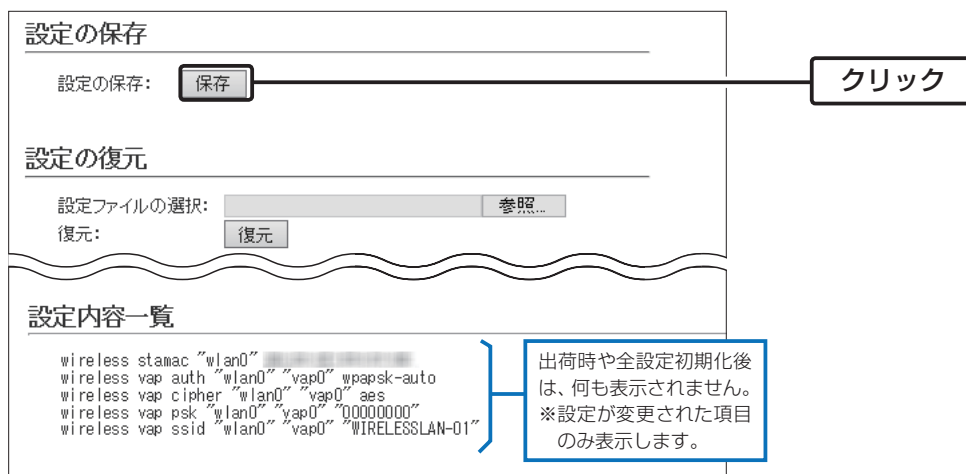 設定の保存
設定の保存: 保存
クリック
設定の復元
設定ファイルの選択: 参照...
復元: 復元
設定内容一覧
wireless stamac "wlan0"
wireless vap auth "wlan0" "vap0" wpapsk-auto
wireless vap cipher "wlan0" "vap0" aes
wireless vap psk "wlan0" "vap0" "00000000"
wireless vap ssid "wlan0" "vap0" "WIRELESSLAN-01"
出荷時や全設定初期化後
は、何も表示されません。
※設定が変更された項目
のみ表示します。